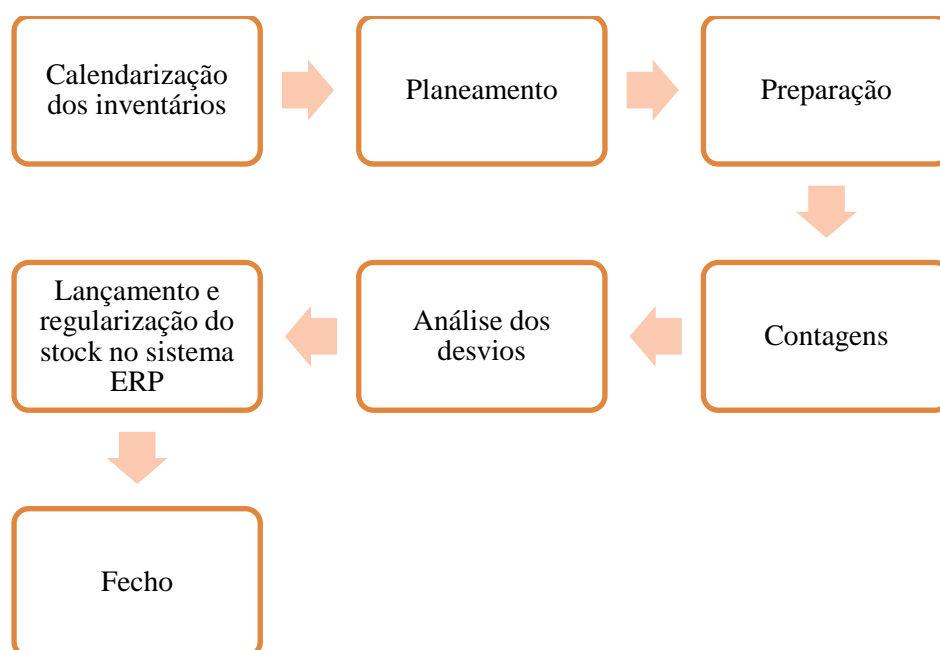 Calendarização
dos inventários
Planeamento
Preparação
Contagens
Análise dos
desvios
Lançamento e
regularização do
stock no sistema
ERP
Fecho